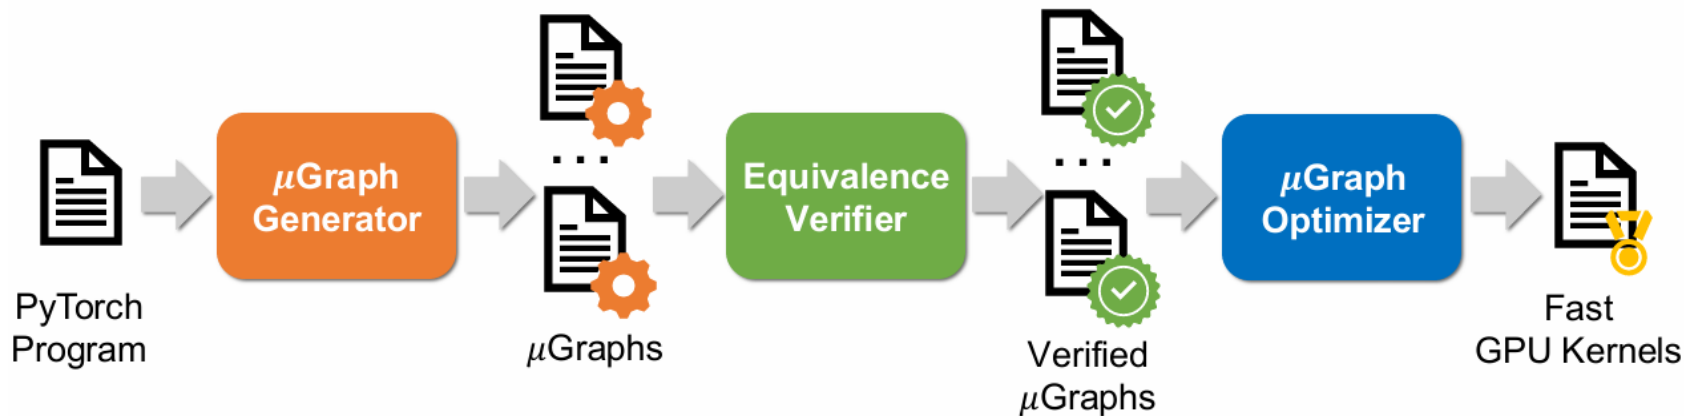 PyTorch
Program
μGraph
Generator
...
μGraphs
Equivalence
Verifier
...
Verified
μGraphs
μGraph
Optimizer
Fast
GPU Kernels